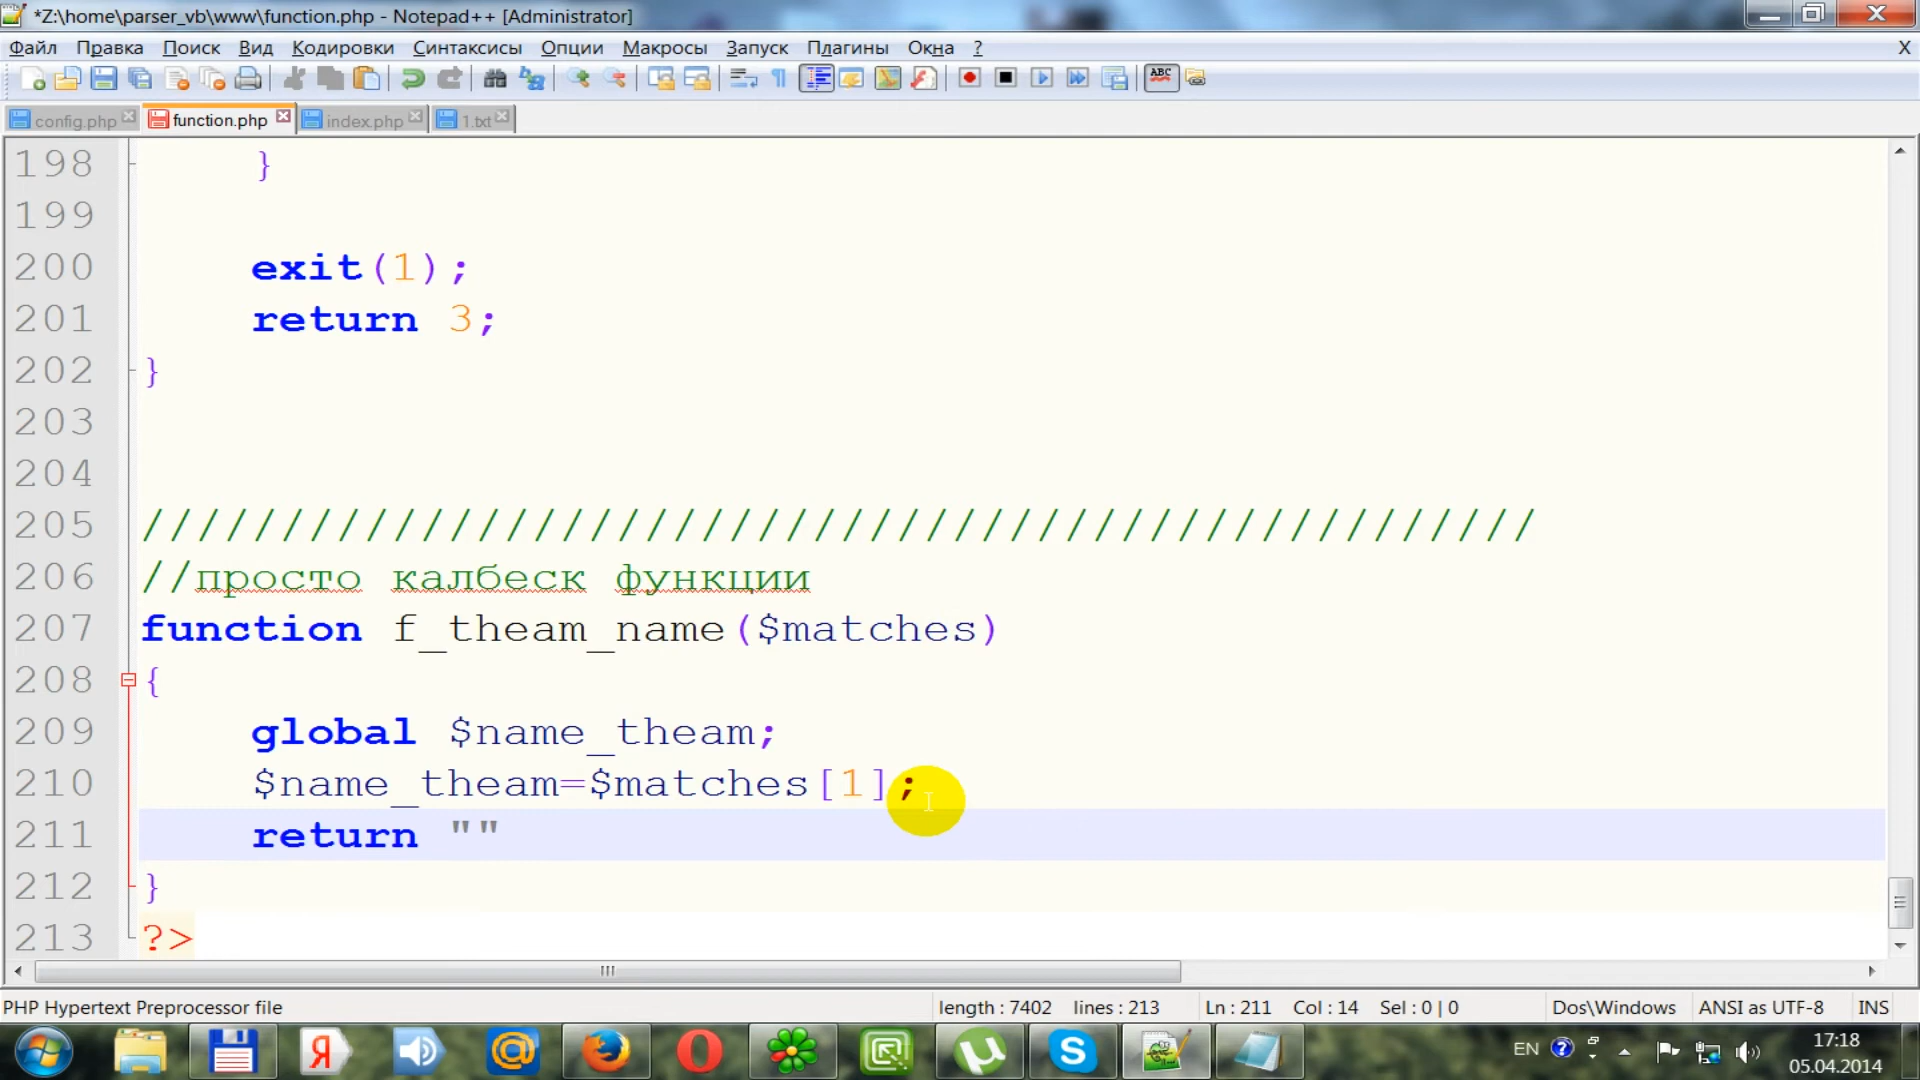 *Z:\home\parser_vb\www\function.php - Notepad++ [Administrator]
Файл Правка Поиск Вид Кодировки Синтаксисы Опции Макросы Запуск Плагины Окна ? X
ABC
config.php function.php index.php 1.txt
198 }
199
200 exit(1);
201 return 3;
202 }
203
204
205 //////////////////////////////////////////////////
206 //просто калбеск функции
207 function f_theam_name($matches)
208 {
209 global $name_theam;
210 $name_theam=$matches[1];
211 return ""
212 }
213 ?>
PHP Hypertext Preprocessor file length : 7402 lines : 213 Ln : 211 Col : 14 Sel : 0 | 0 Dos\Windows ANSI as UTF-8 INS
EN 17:18
05.04.2014